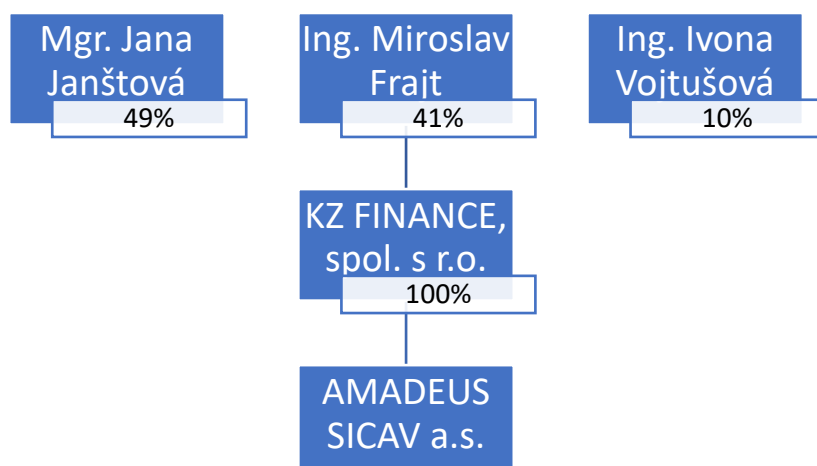 Mgr. Jana
Janštová
49%
Ing. Miroslav
Frajt
41%
Ing. Ivona
Vojtušová
10%
KZ FINANCE,
spol. s r.o.
100%
AMADEUS
SICAV a.s.